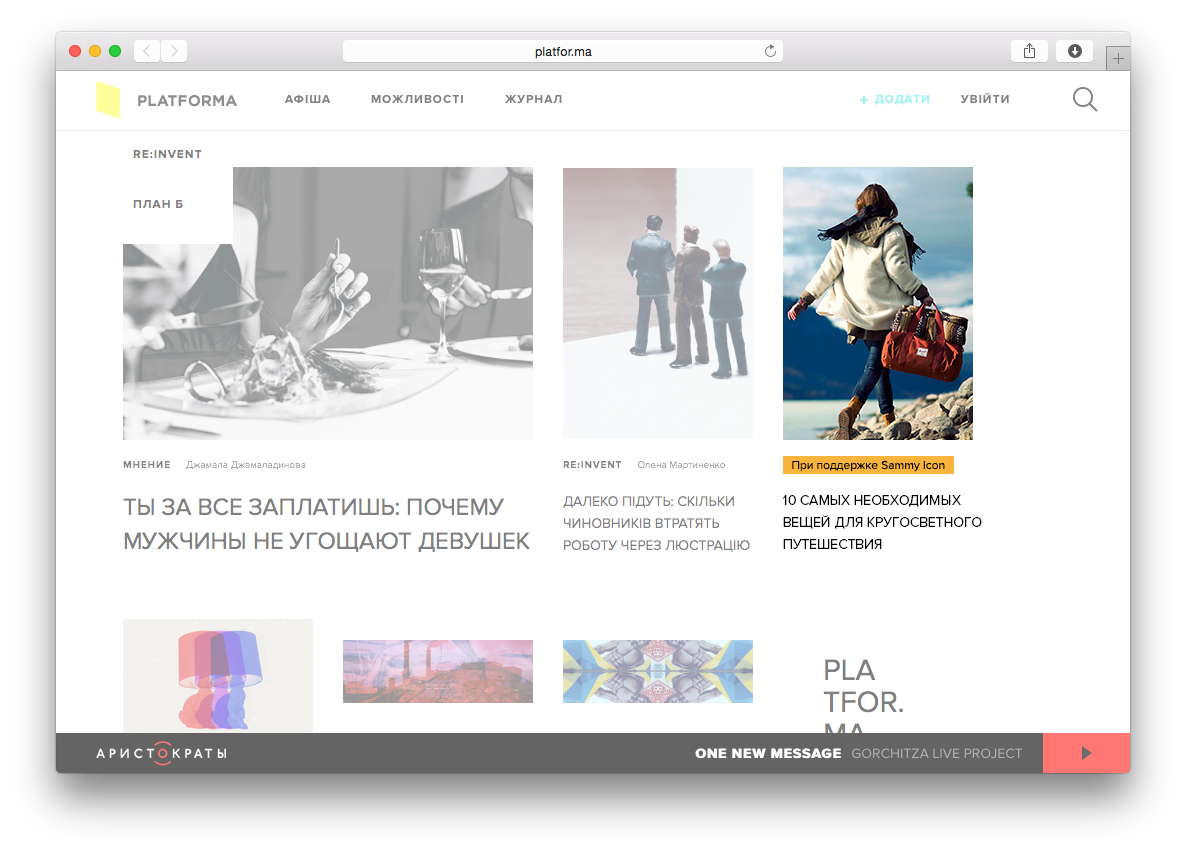 platfor.ma
PLATFORMA
АФІША
МОЖЛИВОСТІ
ЖУРНАЛ
+ ДОДАТИ
УВІЙТИ
RE:INVENT
ПЛАН Б
МНЕНИЕ Джамала Джамаладинова
ТЫ ЗА ВСЕ ЗАПЛАТИШЬ: ПОЧЕМУ
МУЖЧИНЫ НЕ УГОЩАЮТ ДЕВУШЕК
RE:INVENT Олена Мартиненко
ДАЛЕКО ПІДУТЬ: СКІЛЬКИ
ЧИНОВНИКІВ ВТРАТЯТЬ
РОБОТУ ЧЕРЕЗ ЛЮСТРАЦІЮ
При поддержке Sammy Icon
10 САМЫХ НЕОБХОДИМЫХ
ВЕЩЕЙ ДЛЯ КРУГОСВЕТНОГО
ПУТЕШЕСТВИЯ
PLA
TFOR.
MA
АРИСТОКРАТЫ
ONE NEW MESSAGE GORCHITZA LIVE PROJECT